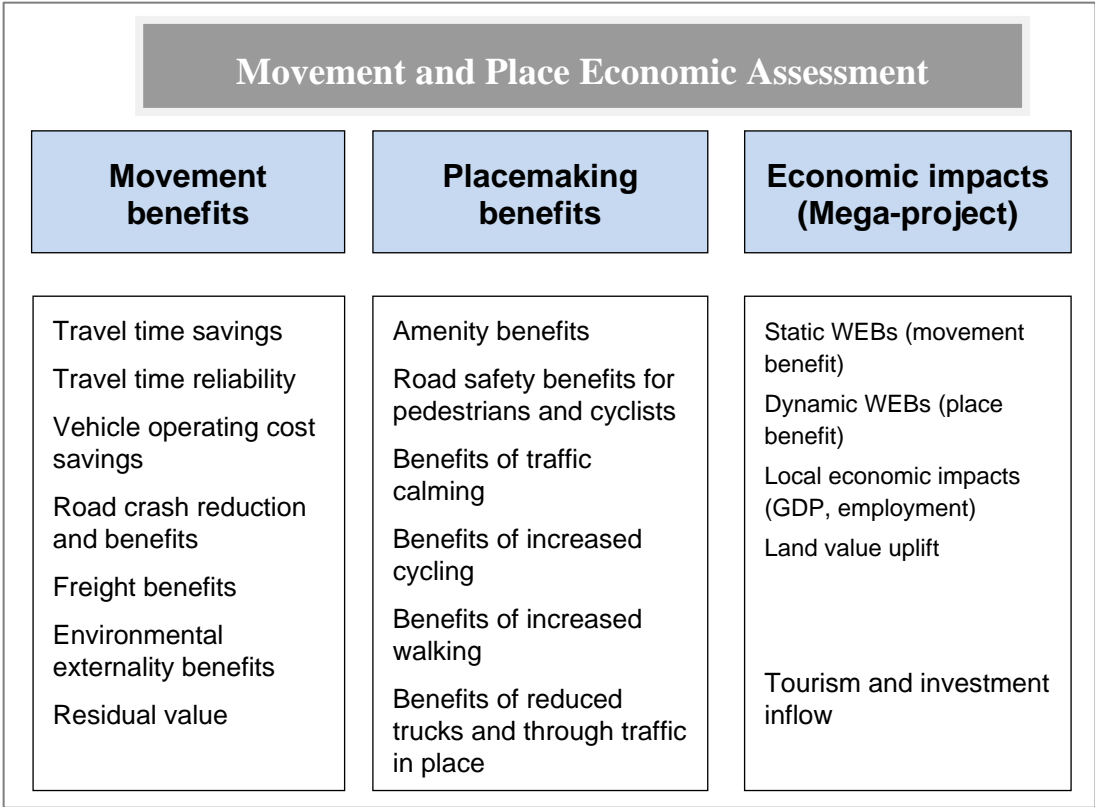 Movement and Place Economic Assessment
Movement
benefits
Travel time savings
Travel time reliability
Vehicle operating cost
savings
Road crash reduction
and benefits
Freight benefits
Environmental
externality benefits
Residual value
Placemaking
benefits
Amenity benefits
Road safety benefits for
pedestrians and cyclists
Benefits of traffic
calming
Benefits of increased
cycling
Benefits of increased
walking
Benefits of reduced
trucks and through traffic
in place
Economic impacts
(Mega-project)
Static WEBs (movement
benefit)
Dynamic WEBs (place
benefit)
Local economic impacts
(GDP, employment)
Land value uplift
Tourism and investment
inflow